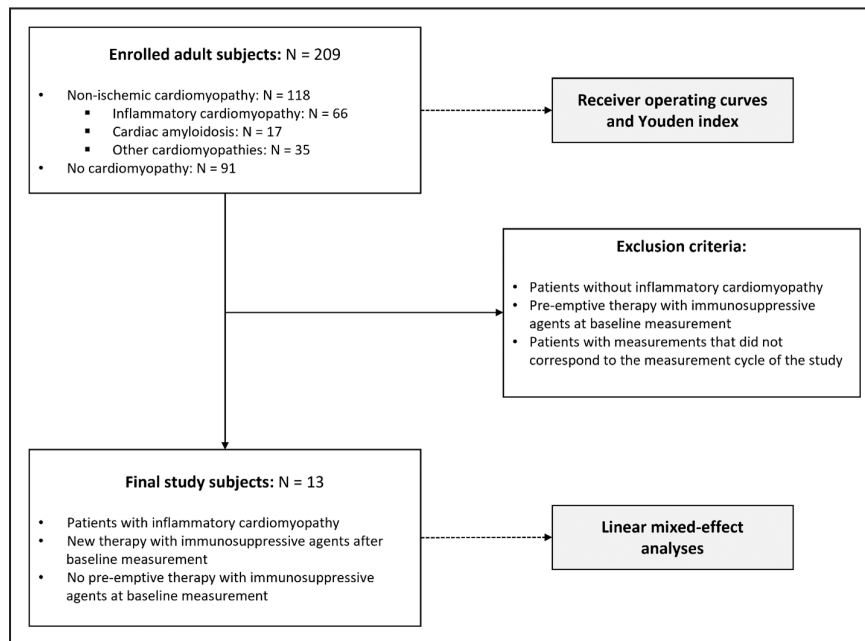 Enrolled adult subjects: N = 209
• Non-ischemic cardiomyopathy: N = 118
▪ Inflammatory cardiomyopathy: N = 66
▪ Cardiac amyloidosis: N = 17
▪ Other cardiomyopathies: N = 35
• No cardiomyopathy: N = 91
Receiver operating curves
and Youden index
Exclusion criteria:
• Patients without inflammatory cardiomyopathy
• Pre-emptive therapy with immunosuppressive
agents at baseline measurement
• Patients with measurements that did not
correspond to the measurement cycle of the study
Final study subjects: N = 13
• Patients with inflammatory cardiomyopathy
• New therapy with immunosuppressive agents after
baseline measurement
• No pre-emptive therapy with immunosuppressive
agents at baseline measurement
Linear mixed-effect
analyses